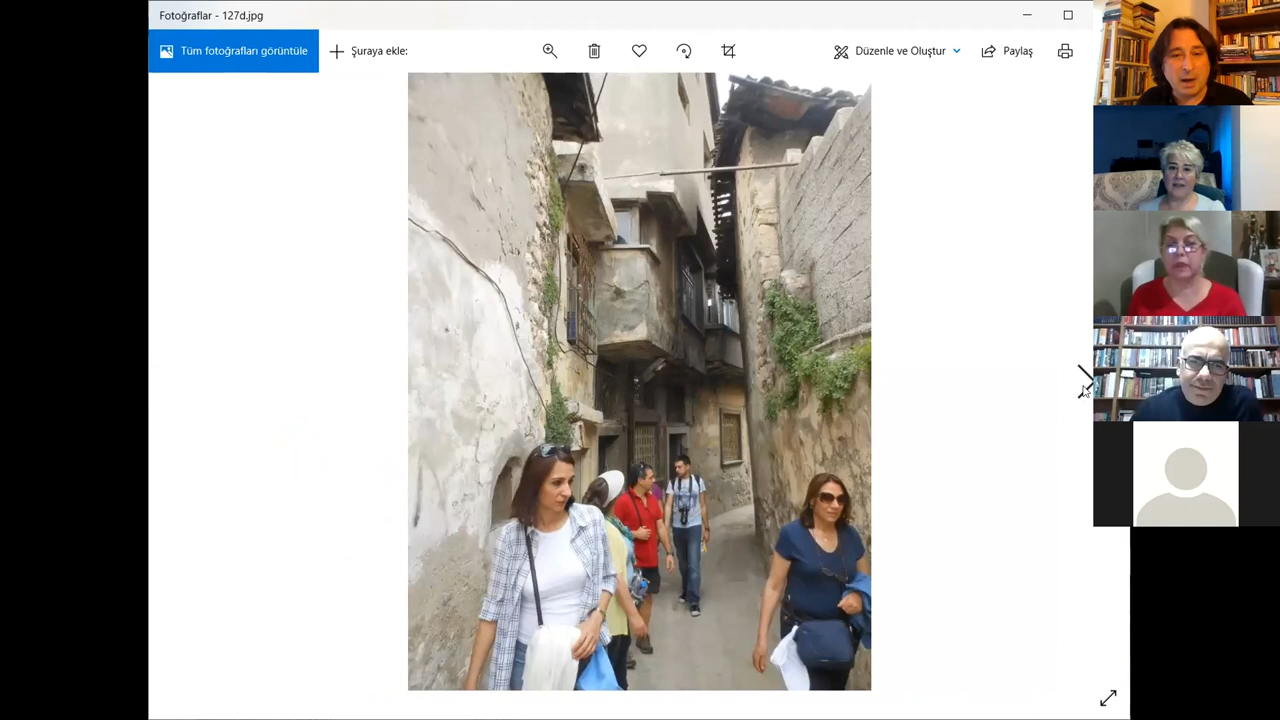 Fotoğraflar - 127d.jpg
Tüm fotoğrafları görüntüle
Şuraya ekle:
Düzenle ve Oluştur
Paylaş